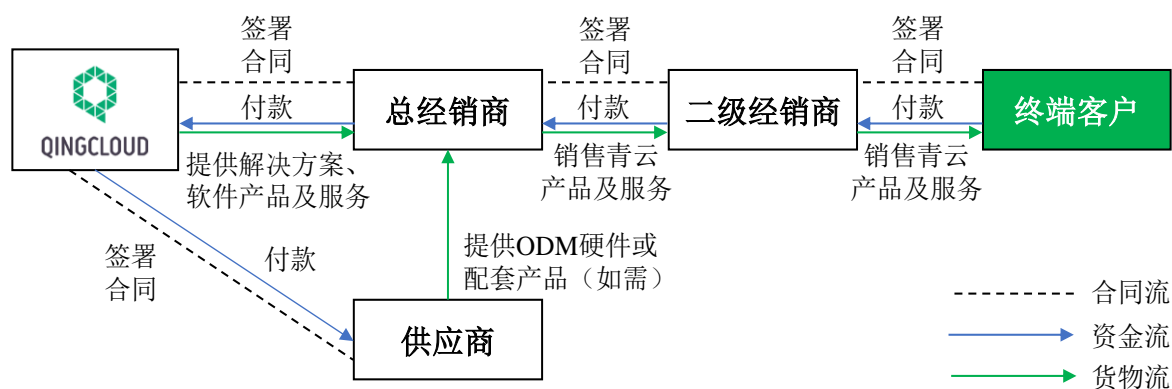 签署
合同
签署
合同
签署
合同
QINGCLOUD
付款
总经销商
付款
二级经销商
付款
终端客户
提供解决方案、
软件产品及服务
销售青云
产品及服务
销售青云
产品及服务
签署
合同
付款
提供ODM硬件或
配套产品（如需）
供应商
合同流
资金流
货物流